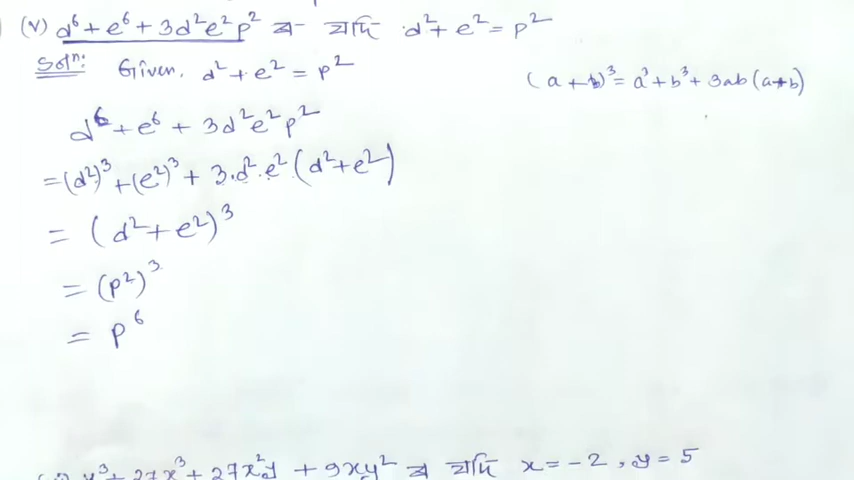 (v) d⁶ + e⁶ + 3d²e²p² ৰ যদি d² + e² = p²
Solⁿ: Given, d² + e² = p²
(a + b)³ = a³ + b³ + 3ab(a+b)
d⁶ + e⁶ + 3d²e²p²
= (d²)³ + (e²)³ + 3.d².e²(d² + e²)
= (d² + e²)³
= (p²)³
= p⁶
y³ + 27x³ + 27x²y + 9xy² ৰ যদি x = -2, y = 5